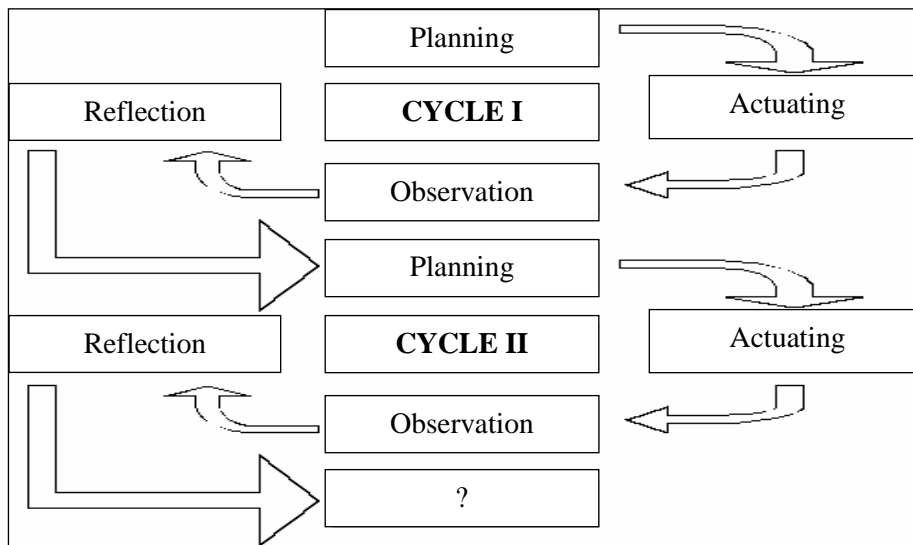 Planning
Reflection
CYCLE I
Actuating
Observation
Planning
Reflection
CYCLE II
Actuating
Observation
?